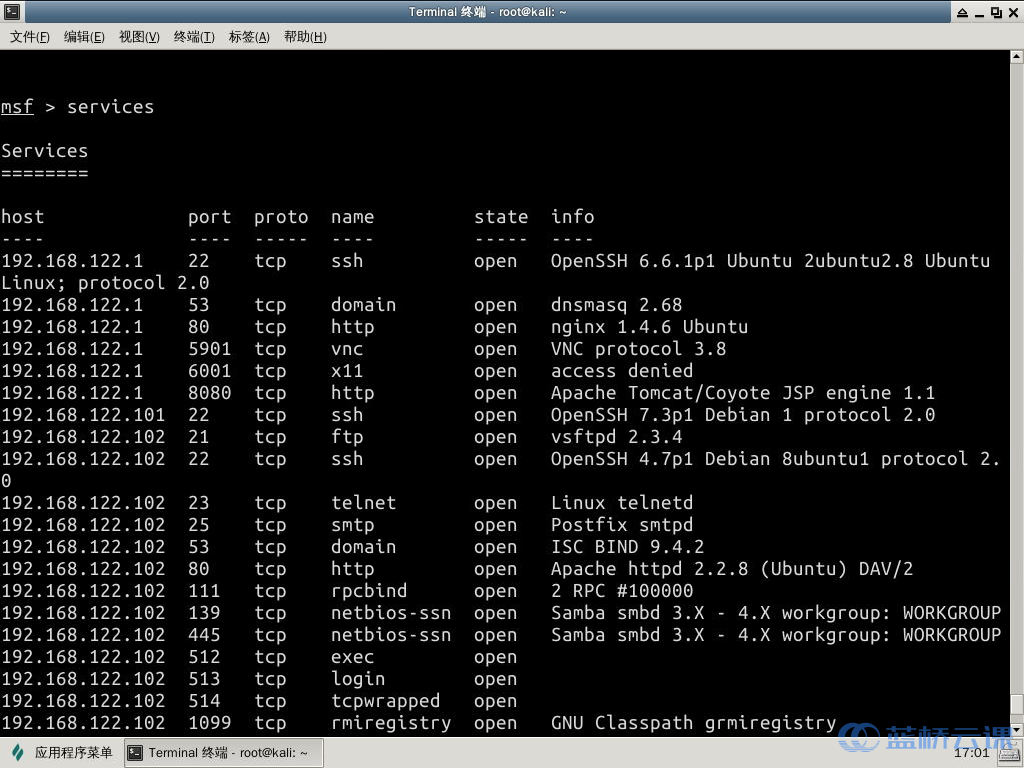 Terminal 终端 - root@kali: ~
文件(F) 编辑(E) 视图(V) 终端(T) 标签(A) 帮助(H)
msf > services
Services
========
host port proto name state info
---- ---- ----- ---- ----- ----
192.168.122.1 22 tcp ssh open OpenSSH 6.6.1p1 Ubuntu 2ubuntu2.8 Ubuntu
Linux; protocol 2.0
192.168.122.1 53 tcp domain open dnsmasq 2.68
192.168.122.1 80 tcp http open nginx 1.4.6 Ubuntu
192.168.122.1 5901 tcp vnc open VNC protocol 3.8
192.168.122.1 6001 tcp x11 open access denied
192.168.122.1 8080 tcp http open Apache Tomcat/Coyote JSP engine 1.1
192.168.122.101 22 tcp ssh open OpenSSH 7.3p1 Debian 1 protocol 2.0
192.168.122.102 21 tcp ftp open vsftpd 2.3.4
192.168.122.102 22 tcp ssh open OpenSSH 4.7p1 Debian 8ubuntu1 protocol 2.
0
192.168.122.102 23 tcp telnet open Linux telnetd
192.168.122.102 25 tcp smtp open Postfix smtpd
192.168.122.102 53 tcp domain open ISC BIND 9.4.2
192.168.122.102 80 tcp http open Apache httpd 2.2.8 (Ubuntu) DAV/2
192.168.122.102 111 tcp rpcbind open 2 RPC #100000
192.168.122.102 139 tcp netbios-ssn open Samba smbd 3.X - 4.X workgroup: WORKGROUP
192.168.122.102 445 tcp netbios-ssn open Samba smbd 3.X - 4.X workgroup: WORKGROUP
192.168.122.102 512 tcp exec open
192.168.122.102 513 tcp login open
192.168.122.102 514 tcp tcpwrapped open
192.168.122.102 1099 tcp rmiregistry open GNU Classpath grmiregistry
蓝桥云课
应用程序菜单 Terminal 终端 - root@kali: ~ 17:01